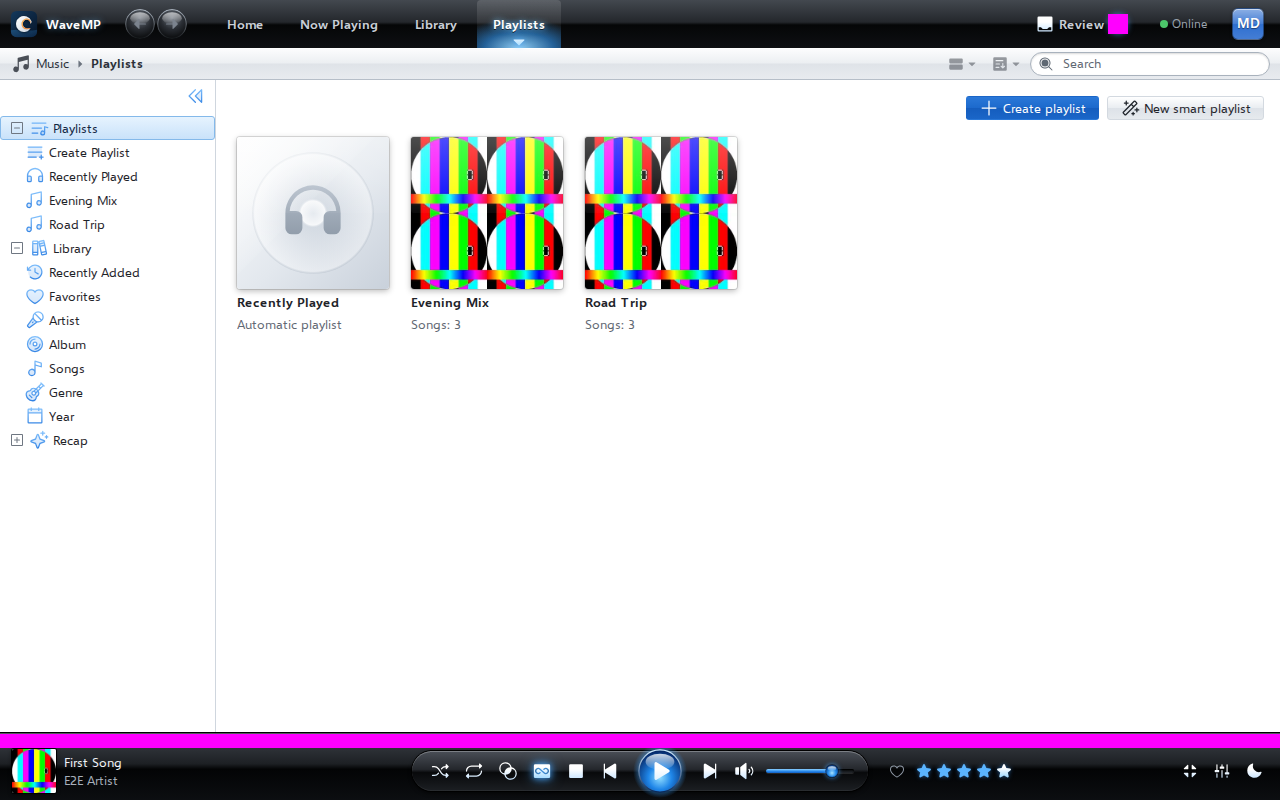 WaveMP
Home
Now Playing
Library
Playlists
Review
Online
MD
Music
Playlists
Search
Create playlist
New smart playlist
Playlists
Create Playlist
Recently Played
Evening Mix
Road Trip
Library
Recently Added
Favorites
Artist
Album
Songs
Genre
Year
Recap
Recently Played
Automatic playlist
Evening Mix
Songs: 3
Road Trip
Songs: 3
First Song
E2E Artist